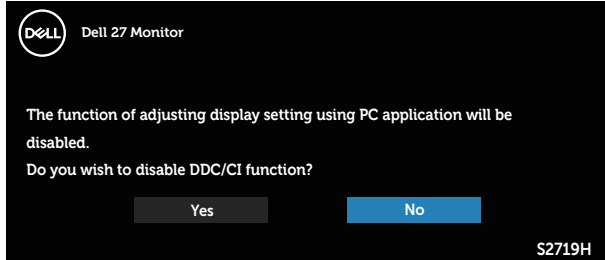 DELL
Dell 27 Monitor
The function of adjusting display setting using PC application will be
disabled.
Do you wish to disable DDC/CI function?
Yes No
S2719H